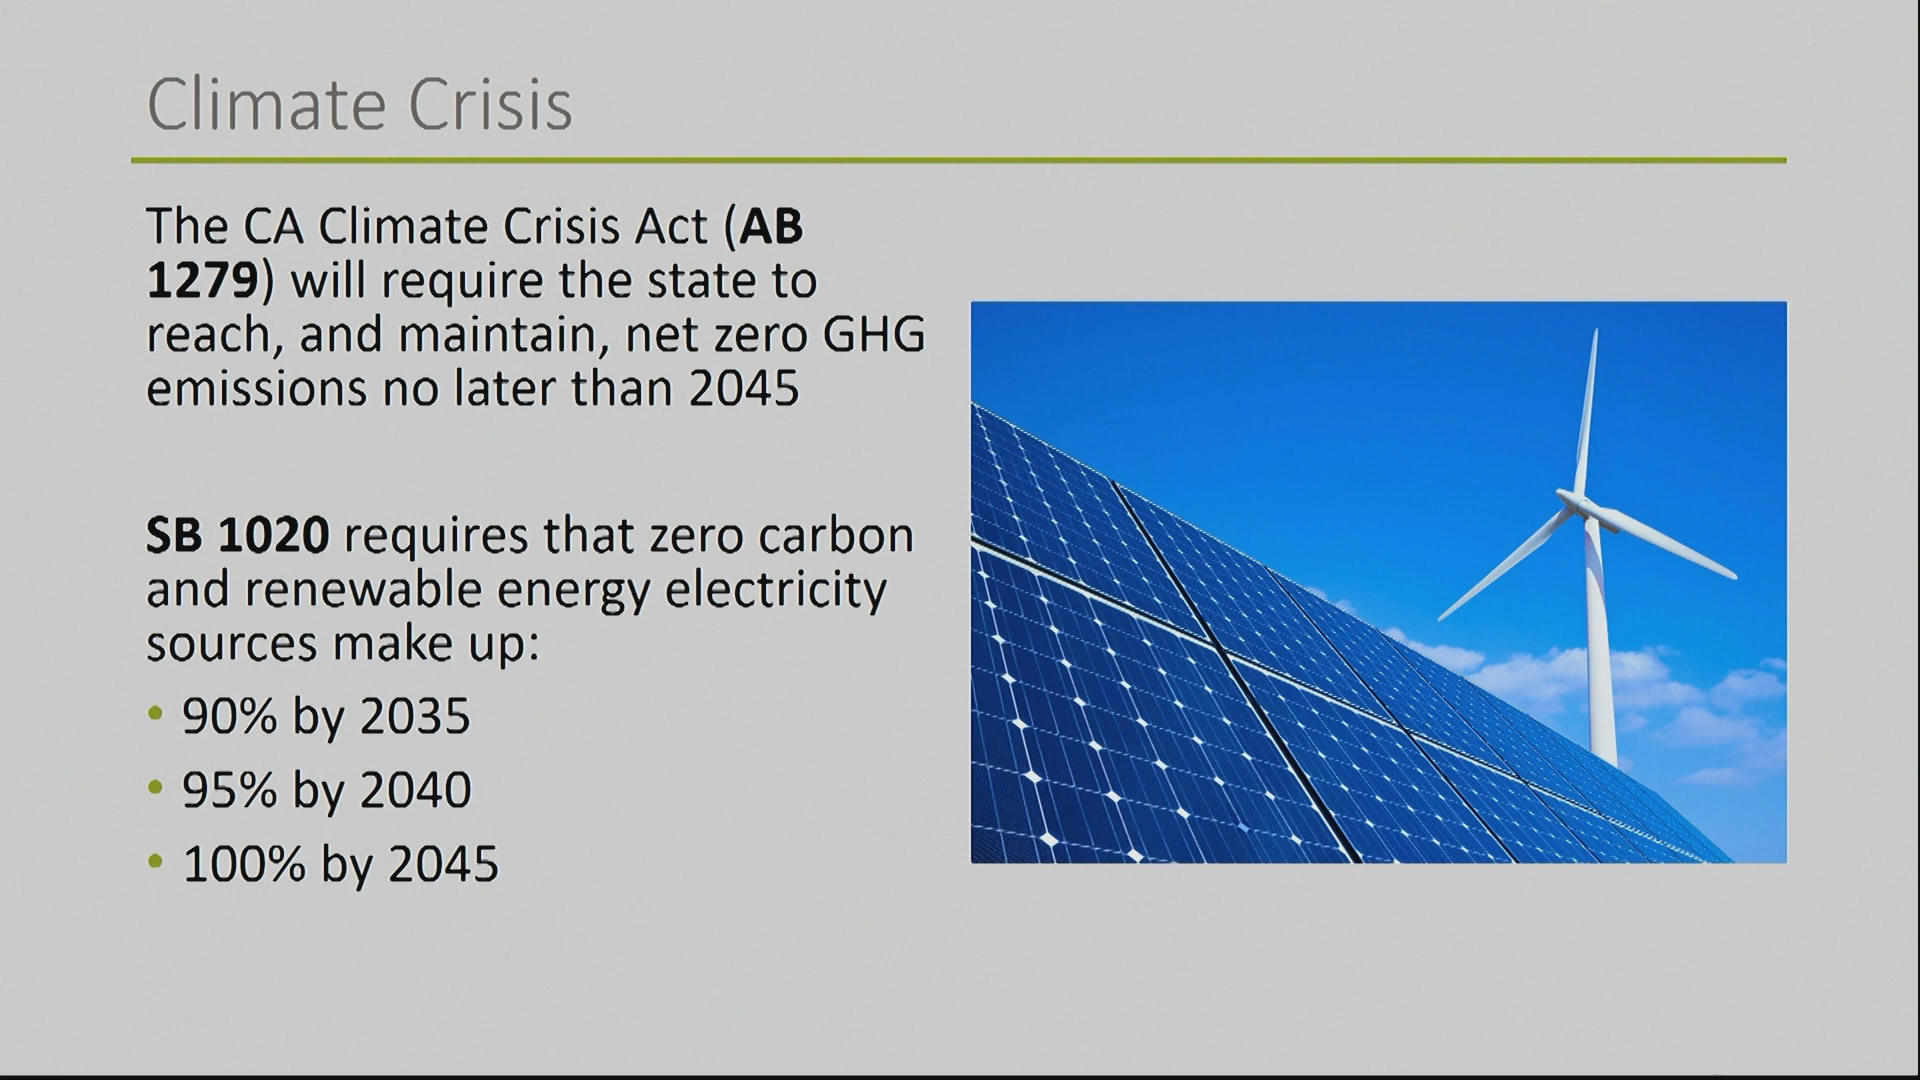 Climate Crisis
The CA Climate Crisis Act (AB
1279) will require the state to
reach, and maintain, net zero GHG
emissions no later than 2045
SB 1020 requires that zero carbon
and renewable energy electricity
sources make up:
• 90% by 2035
• 95% by 2040
• 100% by 2045